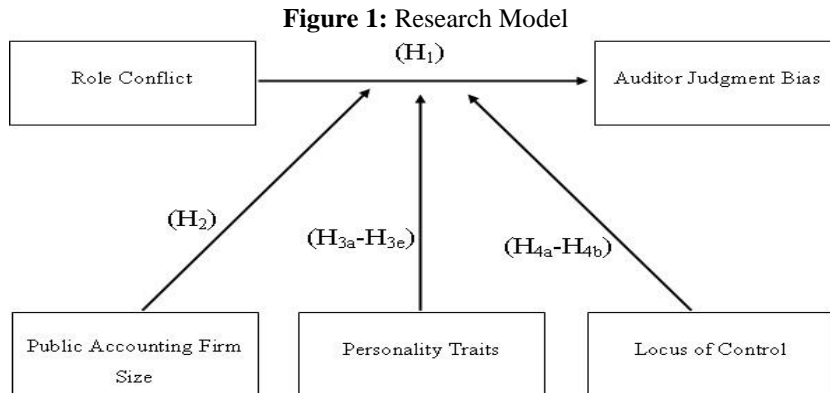 Figure 1: Research Model
(H1)
Role Conflict
Auditor Judgment Bias
(H2)
(H3a-H3e)
(H4a-H4b)
Public Accounting Firm
Size
Personality Traits
Locus of Control